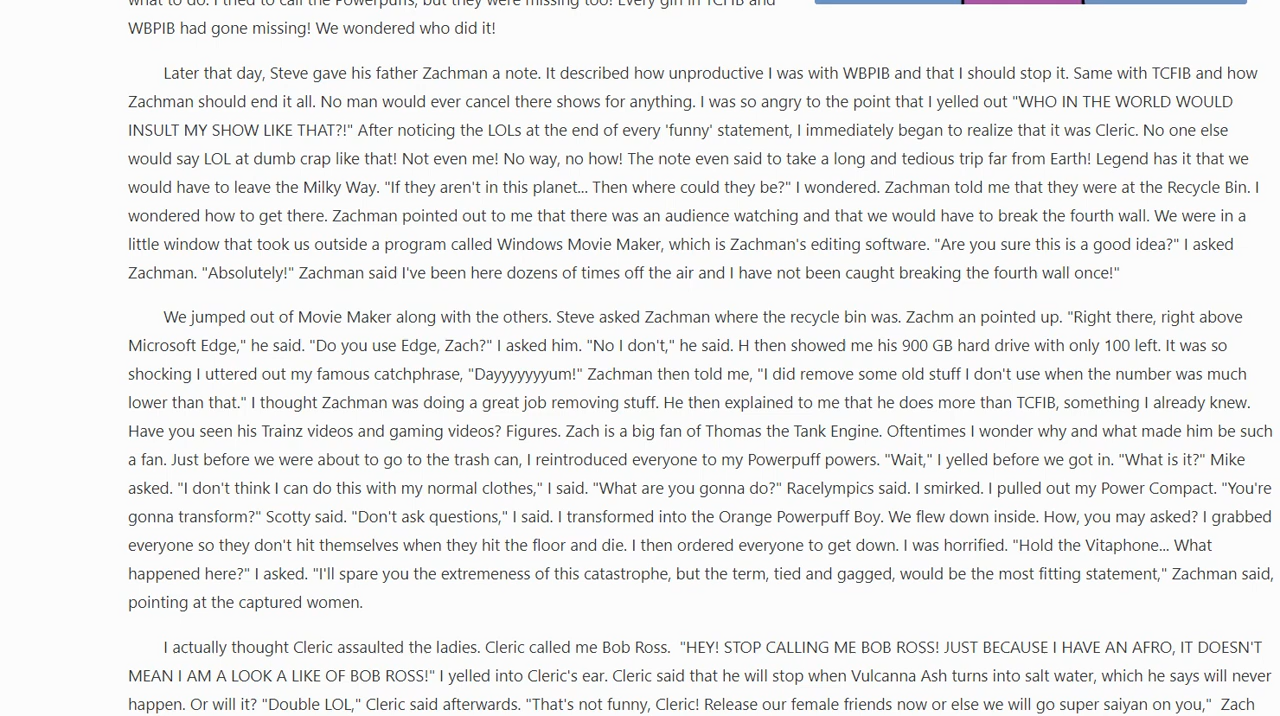 what to do. I tried to call the Powerpuffs, but they were missing too! Every girl in TCFIB and
WBPIB had gone missing! We wondered who did it!
Later that day, Steve gave his father Zachman a note. It described how unproductive I was with WBPIB and that I should stop it. Same with TCFIB and how
Zachman should end it all. No man would ever cancel there shows for anything. I was so angry to the point that I yelled out "WHO IN THE WORLD WOULD
INSULT MY SHOW LIKE THAT?!" After noticing the LOLs at the end of every 'funny' statement, I immediately began to realize that it was Cleric. No one else
would say LOL at dumb crap like that! Not even me! No way, no how! The note even said to take a long and tedious trip far from Earth! Legend has it that we
would have to leave the Milky Way. "If they aren't in this planet... Then where could they be?" I wondered. Zachman told me that they were at the Recycle Bin. I
wondered how to get there. Zachman pointed out to me that there was an audience watching and that we would have to break the fourth wall. We were in a
little window that took us outside a program called Windows Movie Maker, which is Zachman's editing software. "Are you sure this is a good idea?" I asked
Zachman. "Absolutely!" Zachman said I've been here dozens of times off the air and I have not been caught breaking the fourth wall once!"
We jumped out of Movie Maker along with the others. Steve asked Zachman where the recycle bin was. Zachm an pointed up. "Right there, right above
Microsoft Edge," he said. "Do you use Edge, Zach?" I asked him. "No I don't," he said. H then showed me his 900 GB hard drive with only 100 left. It was so
shocking I uttered out my famous catchphrase, "Dayyyyyyyum!" Zachman then told me, "I did remove some old stuff I don't use when the number was much
lower than that." I thought Zachman was doing a great job removing stuff. He then explained to me that he does more than TCFIB, something I already knew.
Have you seen his Trainz videos and gaming videos? Figures. Zach is a big fan of Thomas the Tank Engine. Oftentimes I wonder why and what made him be such
a fan. Just before we were about to go to the trash can, I reintroduced everyone to my Powerpuff powers. "Wait," I yelled before we got in. "What is it?" Mike
asked. "I don't think I can do this with my normal clothes," I said. "What are you gonna do?" Racelympics said. I smirked. I pulled out my Power Compact. "You're
gonna transform?" Scotty said. "Don't ask questions," I said. I transformed into the Orange Powerpuff Boy. We flew down inside. How, you may asked? I grabbed
everyone so they don't hit themselves when they hit the floor and die. I then ordered everyone to get down. I was horrified. "Hold the Vitaphone... What
happened here?" I asked. "I'll spare you the extremeness of this catastrophe, but the term, tied and gagged, would be the most fitting statement," Zachman said,
pointing at the captured women.
I actually thought Cleric assaulted the ladies. Cleric called me Bob Ross.  "HEY! STOP CALLING ME BOB ROSS! JUST BECAUSE I HAVE AN AFRO, IT DOESN'T
MEAN I AM A LOOK A LIKE OF BOB ROSS!" I yelled into Cleric's ear. Cleric said that he will stop when Vulcanna Ash turns into salt water, which he says will never
happen. Or will it? "Double LOL," Cleric said afterwards. "That's not funny, Cleric! Release our female friends now or else we will go super saiyan on you,"  Zach